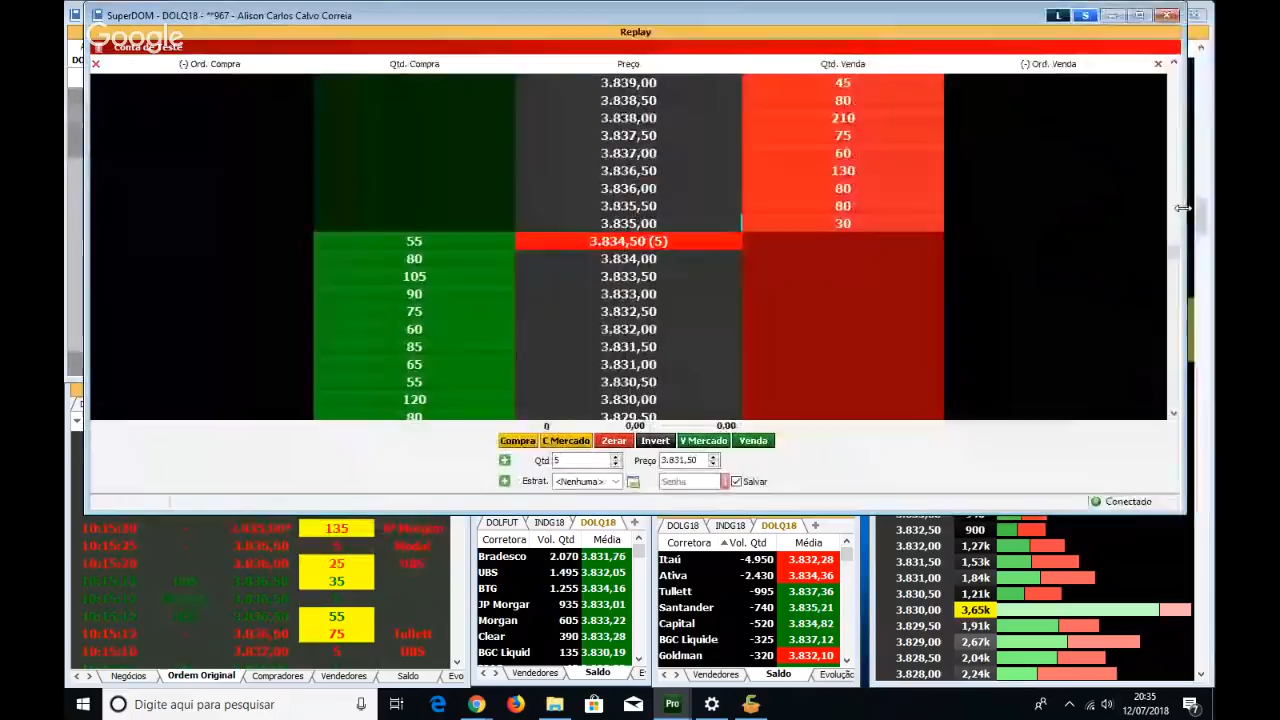 SuperDOM - DOLQ18 - **967 - Alison Carlos Calvo Correia
L S
Replay
Google
Conta de Teste
(-) Ord. Compra Qtd. Compra Preço Qtd. Venda (-) Ord. Venda
3.839,00 45
3.838,50 80
3.838,00 210
3.837,50 75
3.837,00 60
3.836,50 130
3.836,00 80
3.835,50 80
3.835,00 30
55 3.834,50 (5)
80 3.834,00
105 3.833,50
90 3.833,00
75 3.832,50
60 3.832,00
85 3.831,50
65 3.831,00
55 3.830,50
120 3.830,00
80 3.829,50
0 0,00 0,00
Compra C Mercado Zerar Invert V Mercado Venda
Qtd 5 Preço 3.831,50
Estrat. <Nenhuma> Senha Salvar
Conectado
135
25
35
55
10:15:12 75 Tullett
Negócios Ordem Original Compradores Vendedores Saldo Evo
DOLFUT INDG18 DOLQ18
Corretora Vol. Qtd Média
Bradesco 2.070 3.831,76
UBS 1.495 3.832,05
BTG 1.255 3.834,16
JP Morgar 935 3.833,01
Morgan 605 3.833,22
Clear 390 3.833,28
BGC Liquid 135 3.830,19
Vendedores Saldo
DOLG18 INDG18 DOLQ18
Corretora Vol. Qtd Média
Itaú -4.950 3.832,28
Ativa -2.430 3.834,36
Tullett -995 3.837,36
Santander -740 3.835,21
Capital -520 3.834,82
BGC Liquide -325 3.837,12
Goldman -320 3.832,10
Vendedores Saldo Evolução
3.832,50 900
3.832,00 1,27k
3.831,50 1,53k
3.831,00 1,84k
3.830,50 1,21k
3.830,00 3,65k
3.829,50 1,91k
3.829,00 2,67k
3.828,50 2,04k
3.828,00 2,24k
Digite aqui para pesquisar
Pro
20:35
12/07/2018
7